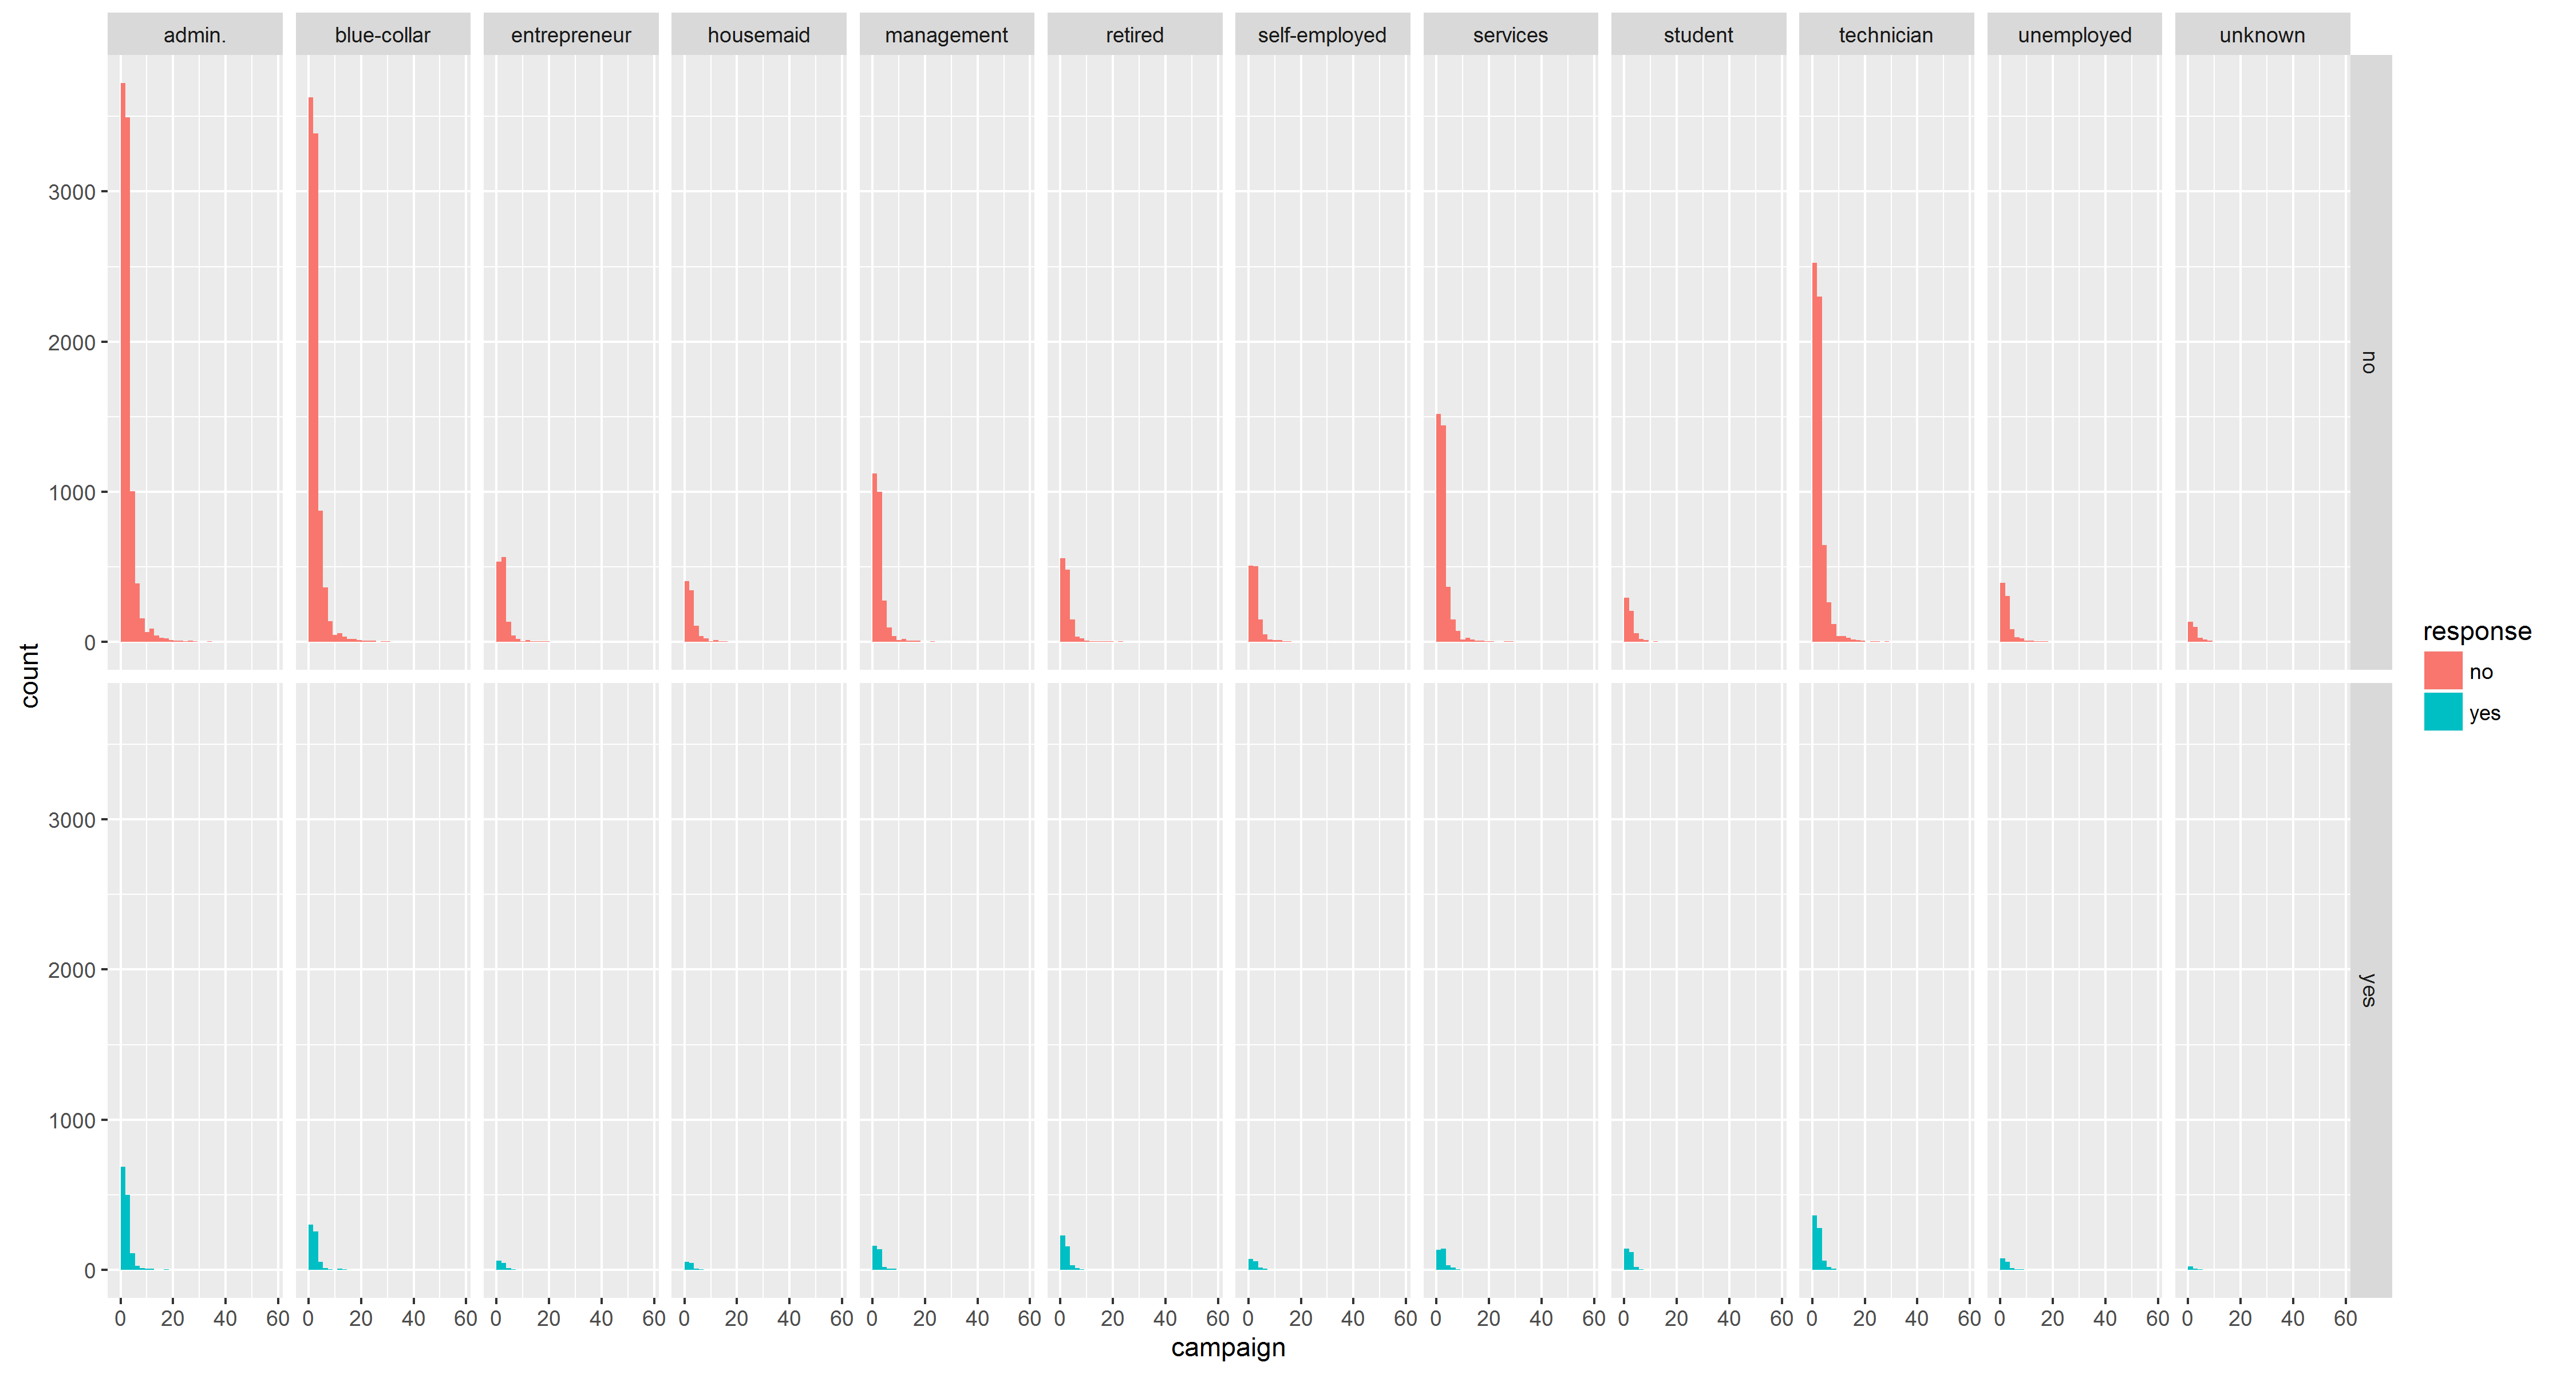 admin. blue-collar entrepreneur housemaid management retired self-employed services student technician unemployed unknown
3000
2000
1000
0
no
count
response
no
yes
3000
2000
1000
0
yes
0 20 40 60 0 20 40 60 0 20 40 60 0 20 40 60 0 20 40 60 0 20 40 60 0 20 40 60 0 20 40 60 0 20 40 60 0 20 40 60 0 20 40 60 0 20 40 60
campaign